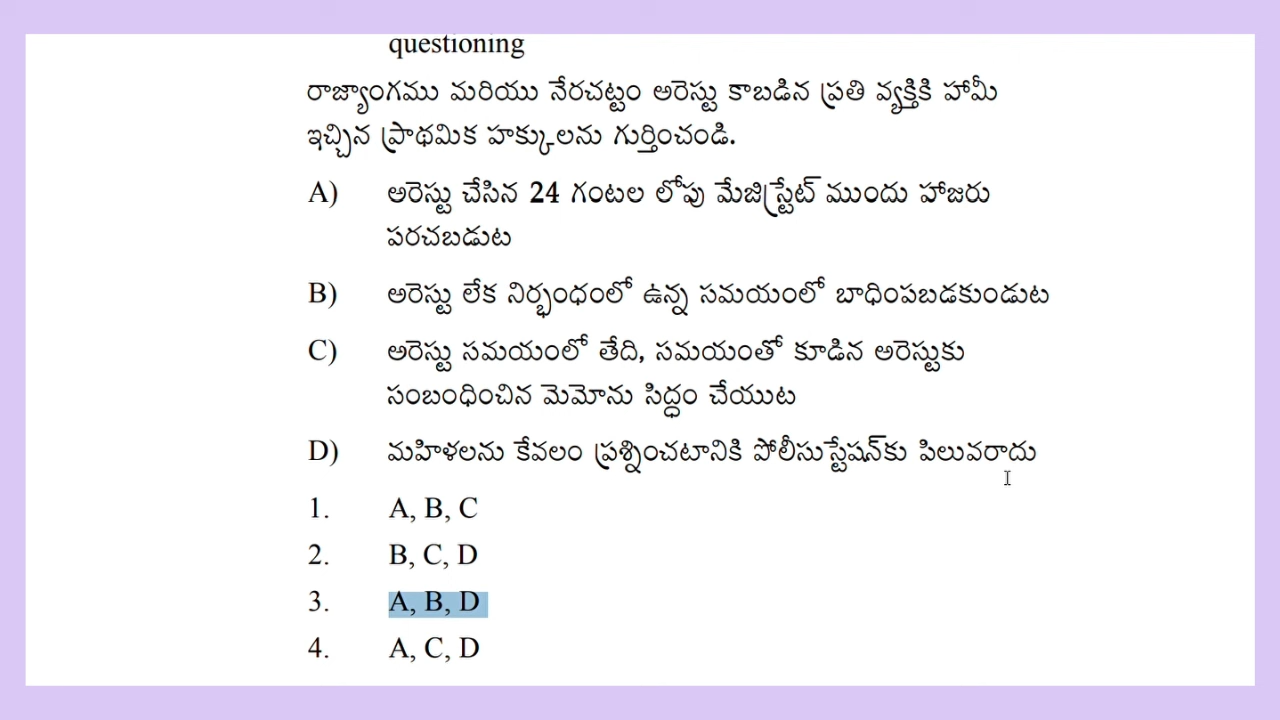 questioning
రాజ్యాంగము మరియు నేరచట్టం అరెస్టు కాబడిన ప్రతి వ్యక్తికి హామీ
ఇచ్చిన ప్రాథమిక హక్కులను గుర్తించండి.
A) అరెస్టు చేసిన 24 గంటల లోపు మేజిస్ట్రేట్ ముందు హాజరు
పరచబడుట
B) అరెస్టు లేక నిర్భంధంలో ఉన్న సమయంలో బాధింపబడకుండుట
C) అరెస్టు సమయంలో తేది, సమయంతో కూడిన అరెస్టుకు
సంబంధించిన మెమోను సిద్ధం చేయుట
D) మహిళలను కేవలం ప్రశ్నించటానికి పోలీసుస్టేషన్‌కు పిలువరాదు
1. A, B, C
2. B, C, D
3. A, B, D
4. A, C, D